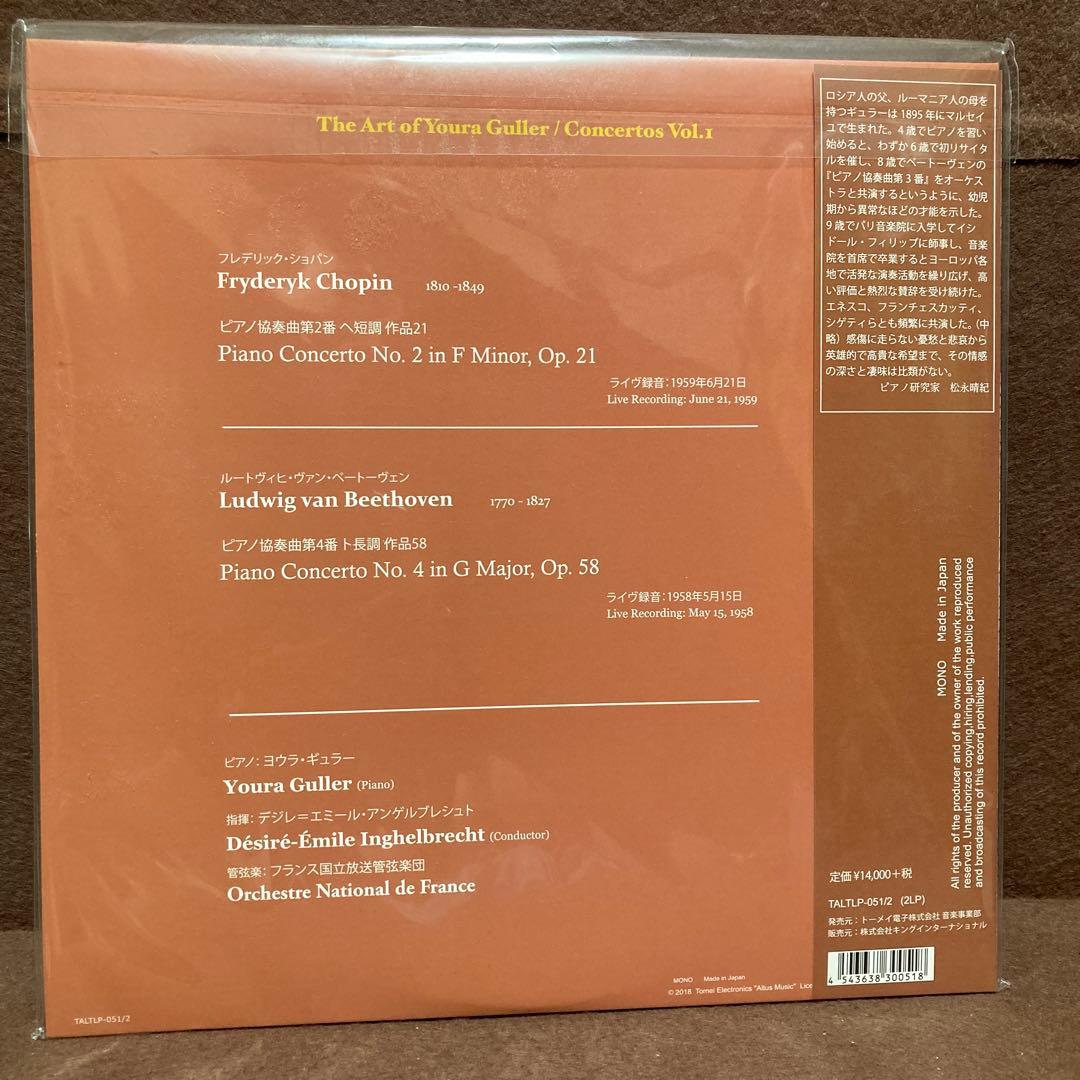 The Art of Youra Guller / Concertos Vol.1
フレデリック・ショパン
Fryderyk Chopin 1810 -1849
ピアノ協奏曲第2番 ヘ短調 作品21
Piano Concerto No. 2 in F Minor, Op. 21
ライヴ録音：1959年6月21日
Live Recording: June 21, 1959
ルートヴィヒ・ヴァン・ベートーヴェン
Ludwig van Beethoven 1770 - 1827
ピアノ協奏曲第4番 ト長調 作品58
Piano Concerto No. 4 in G Major, Op. 58
ライヴ録音：1958年5月15日
Live Recording: May 15, 1958
ピアノ：ヨウラ・ギュラー
Youra Guller (Piano)
指揮：デジレ＝エミール・アンゲルブレシュト
Désiré-Émile Inghelbrecht (Conductor)
管弦楽：フランス国立放送管弦楽団
Orchestre National de France
MONO Made in Japan
© 2018 Tomei Electronics "Altus Music" Lice
TALTLP-051/2
ロシア人の父、ルーマニア人の母を
持つギュラーは1895年にマルセイ
ユで生まれた。4歳でピアノを習い
始めると、わずか6歳で初リサイタ
ルを催し、8歳でベートーヴェンの
『ピアノ協奏曲第3番』をオーケス
トラと共演するというように、幼児
期から異常なほどの才能を示した。
9歳でパリ音楽院に入学してイシ
ドール・フィリップに師事し、音楽
院を首席で卒業するとヨーロッパ各
地で活発な演奏活動を繰り広げ、高
い評価と熱烈な賛辞を受け続けた。
エネスコ、フランチェスカッティ、
シゲティらとも頻繁に共演した。（中
略）感傷に走らない憂愁と悲哀から
英雄的で高貴な希望まで、その情感
の深さと凄味は比類がない。
ピアノ研究家 松永晴紀
MONO Made in Japan
All rights of the producer and of the owner of the work reproduced
reserved. Unauthorized copying,hiring,lending,public performance
and broadcasting of this record prohibited.
定価 ¥14,000＋税
TALTLP-051/2 (2LP)
発売元：トーメイ電子株式会社 音楽事業部
販売元：株式会社キングインターナショナル
4 543638 300518